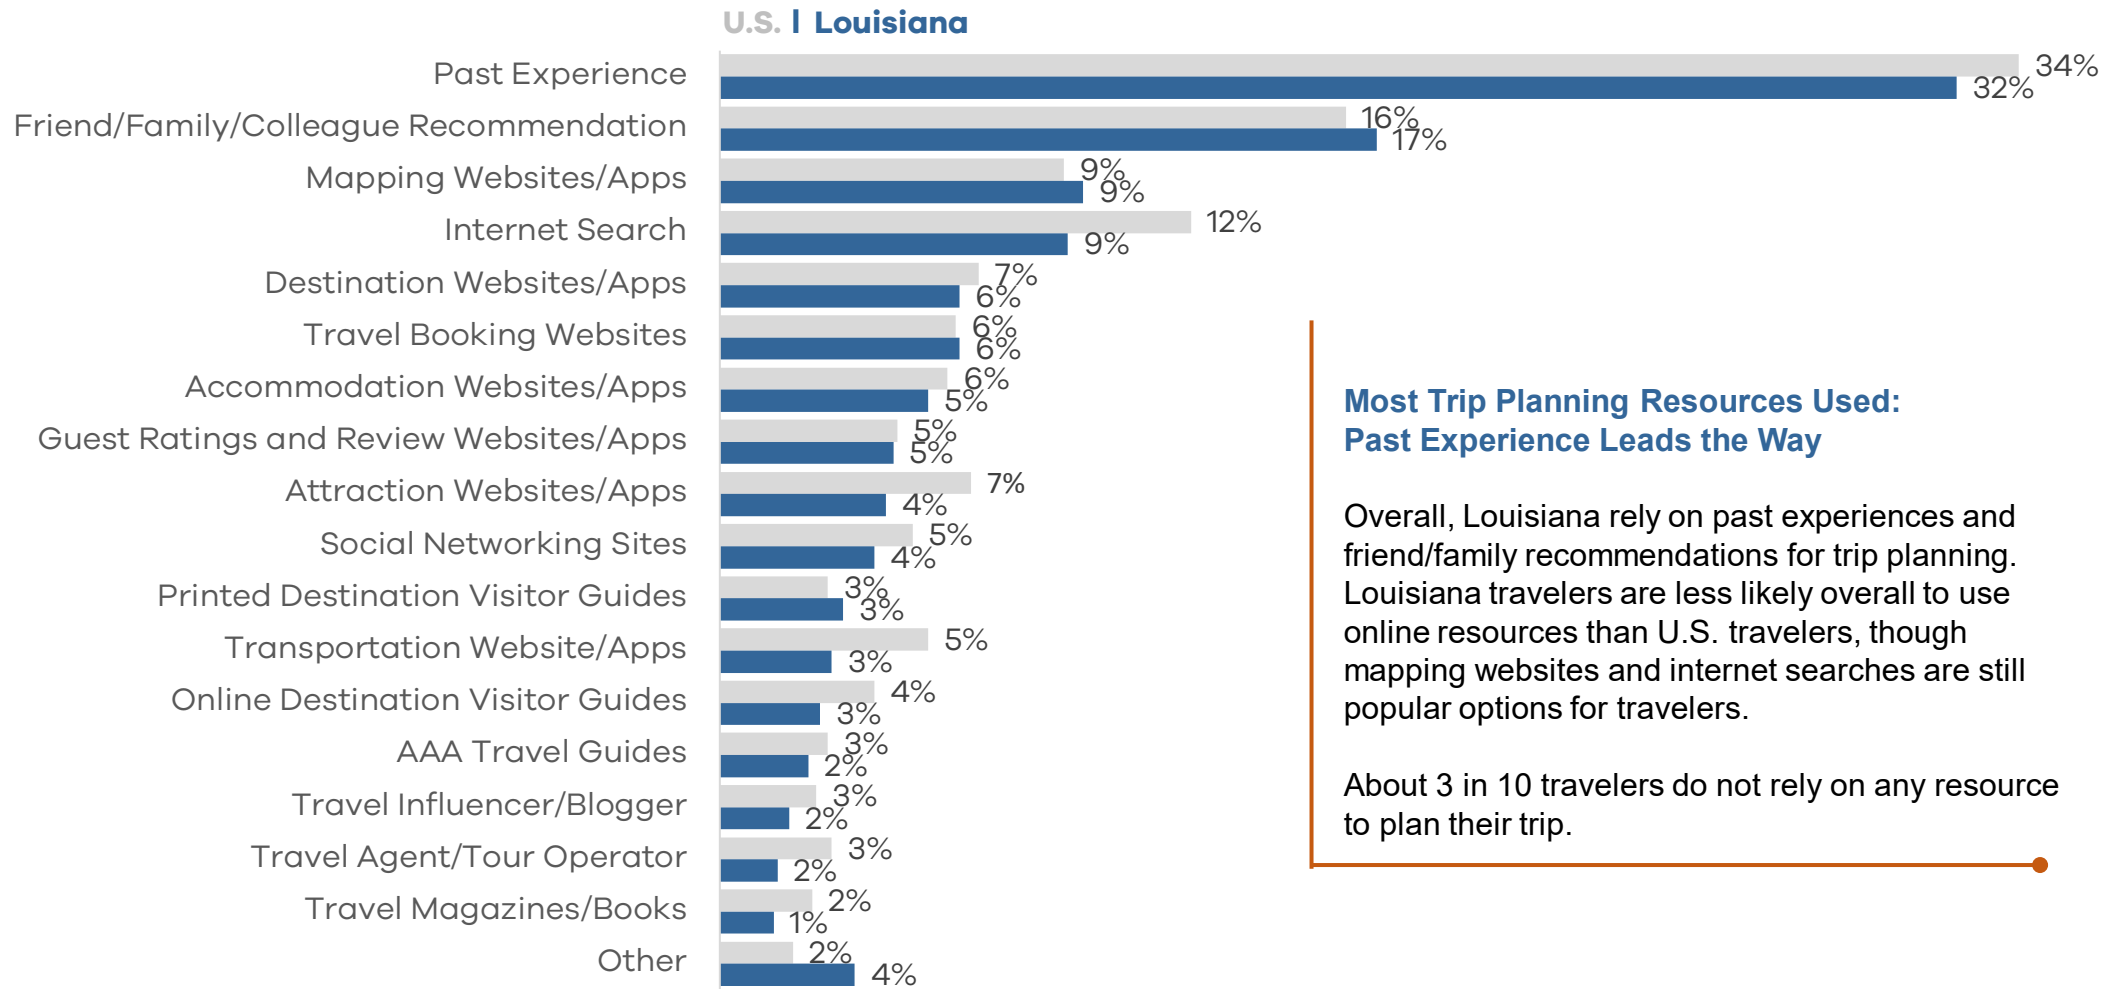 U.S. | Louisiana
Past Experience
34%
32%
Friend/Family/Colleague Recommendation
16%
17%
Mapping Websites/Apps
9%
9%
Internet Search
12%
9%
Destination Websites/Apps
7%
6%
Travel Booking Websites
6%
6%
Accommodation Websites/Apps
6%
5%
Guest Ratings and Review Websites/Apps
5%
5%
Attraction Websites/Apps
7%
4%
Social Networking Sites
5%
4%
Printed Destination Visitor Guides
3%
3%
Transportation Website/Apps
5%
3%
Online Destination Visitor Guides
4%
3%
AAA Travel Guides
3%
2%
Travel Influencer/Blogger
3%
2%
Travel Agent/Tour Operator
3%
2%
Travel Magazines/Books
2%
1%
Other
2%
4%
Most Trip Planning Resources Used:
Past Experience Leads the Way
Overall, Louisiana rely on past experiences and
friend/family recommendations for trip planning.
Louisiana travelers are less likely overall to use
online resources than U.S. travelers, though
mapping websites and internet searches are still
popular options for travelers.
About 3 in 10 travelers do not rely on any resource
to plan their trip.